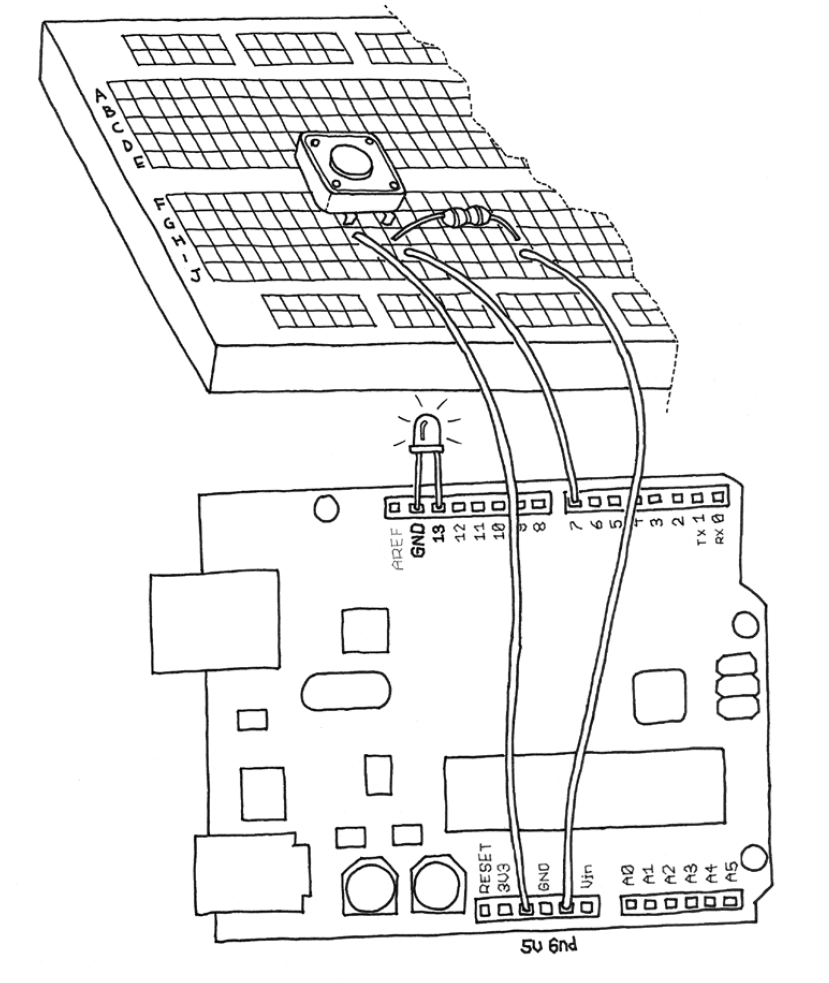 A B C D E
F G H I J
AREF
GND
13
12
11
10
9
8
7
6
5
4
3
2
TX 1
RX 0
RESET
3V3
GND
Vin
A0
A1
A2
A3
A4
A5
5V Gnd